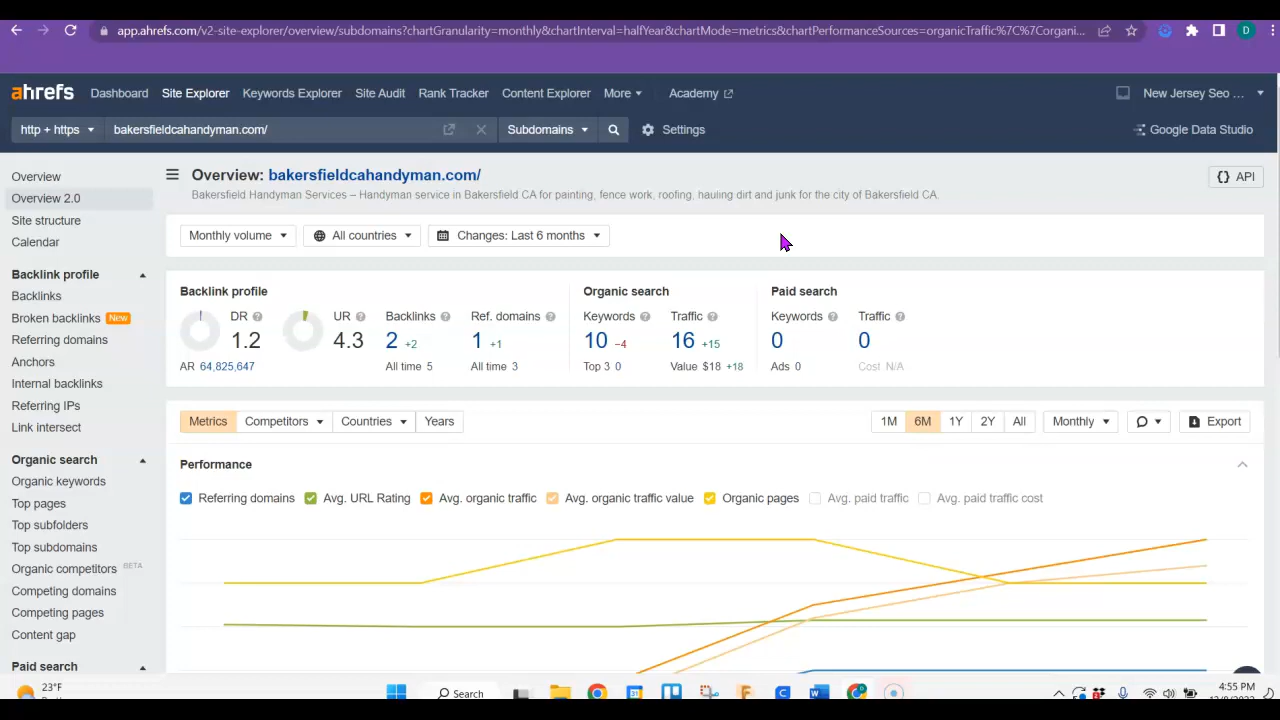 app.ahrefs.com/v2-site-explorer/overview/subdomains?chartGranularity=monthly&chartInterval=halfYear&chartMode=metrics&chartPerformanceSources=organicTraffic%7C%7Corgani...
D
ahrefs Dashboard Site Explorer Keywords Explorer Site Audit Rank Tracker Content Explorer More Academy New Jersey Seo ...
http + https bakersfieldcahandyman.com/ Subdomains Settings Google Data Studio
Overview
Overview 2.0
Site structure
Calendar
Backlink profile
Backlinks
Broken backlinks New
Referring domains
Anchors
Internal backlinks
Referring IPs
Link intersect
Organic search
Organic keywords
Top pages
Top subfolders
Top subdomains
Organic competitors BETA
Competing domains
Competing pages
Content gap
Paid search
Overview: bakersfieldcahandyman.com/ {} API
Bakersfield Handyman Services – Handyman service in Bakersfield CA for painting, fence work, roofing, hauling dirt and junk for the city of Bakersfield CA.
Monthly volume All countries Changes: Last 6 months
Backlink profile Organic search Paid search
DR ? UR ? Backlinks ? Ref. domains ? Keywords ? Traffic ? Keywords ? Traffic ?
1.2 4.3 2 +2 1 +1 10 −4 16 +15 0 0
AR 64,825,647 All time 5 All time 3 Top 3 0 Value $18 +18 Ads 0 Cost N/A
Metrics Competitors Countries Years 1M 6M 1Y 2Y All Monthly Export
Performance
Referring domains Avg. URL Rating Avg. organic traffic Avg. organic traffic value Organic pages Avg. paid traffic Avg. paid traffic cost
23°F
Search
4:55 PM